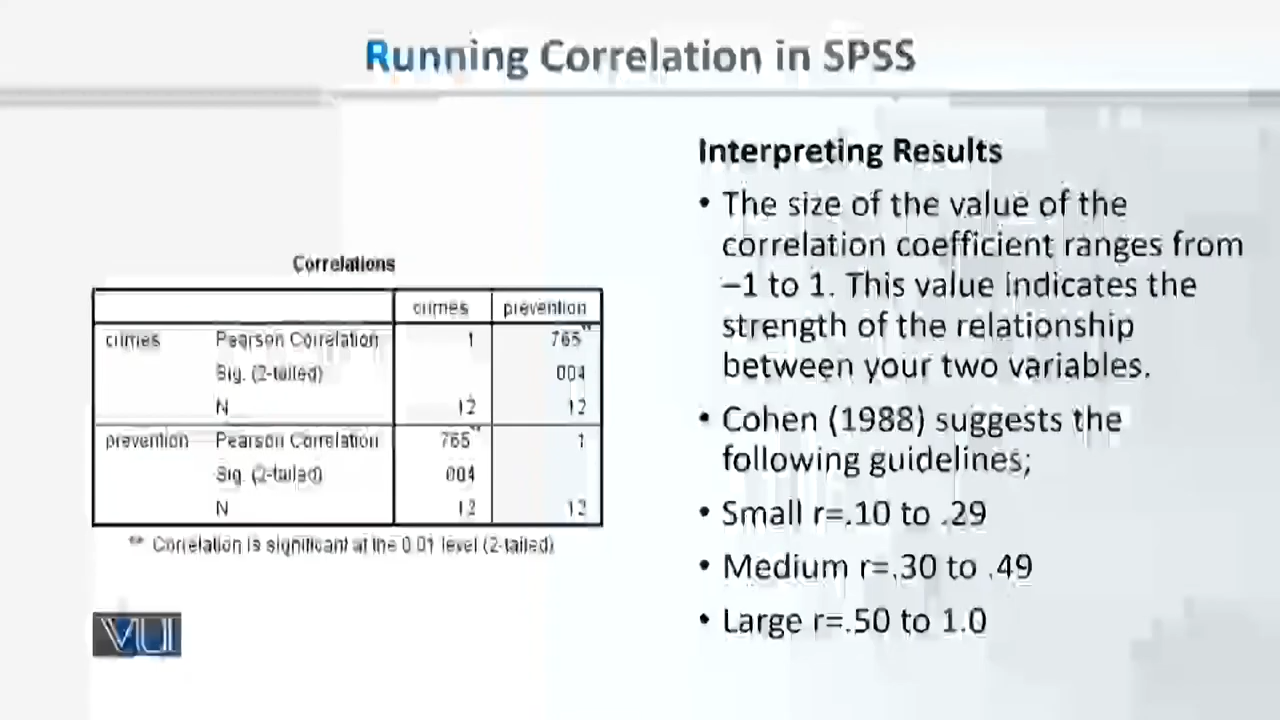 Running Correlation in SPSS
Correlations
crimes prevention
crimes Pearson Correlation 1 765**
Sig. (2-tailed) 004
N 12 12
prevention Pearson Correlation 765** 1
Sig. (2-tailed) 004
N 12 12
** Correlation is significant at the 0.01 level (2-tailed)
VU
Interpreting Results
• The size of the value of the
correlation coefficient ranges from
–1 to 1. This value indicates the
strength of the relationship
between your two variables.
• Cohen (1988) suggests the
following guidelines;
• Small r=.10 to .29
• Medium r=.30 to .49
• Large r=.50 to 1.0